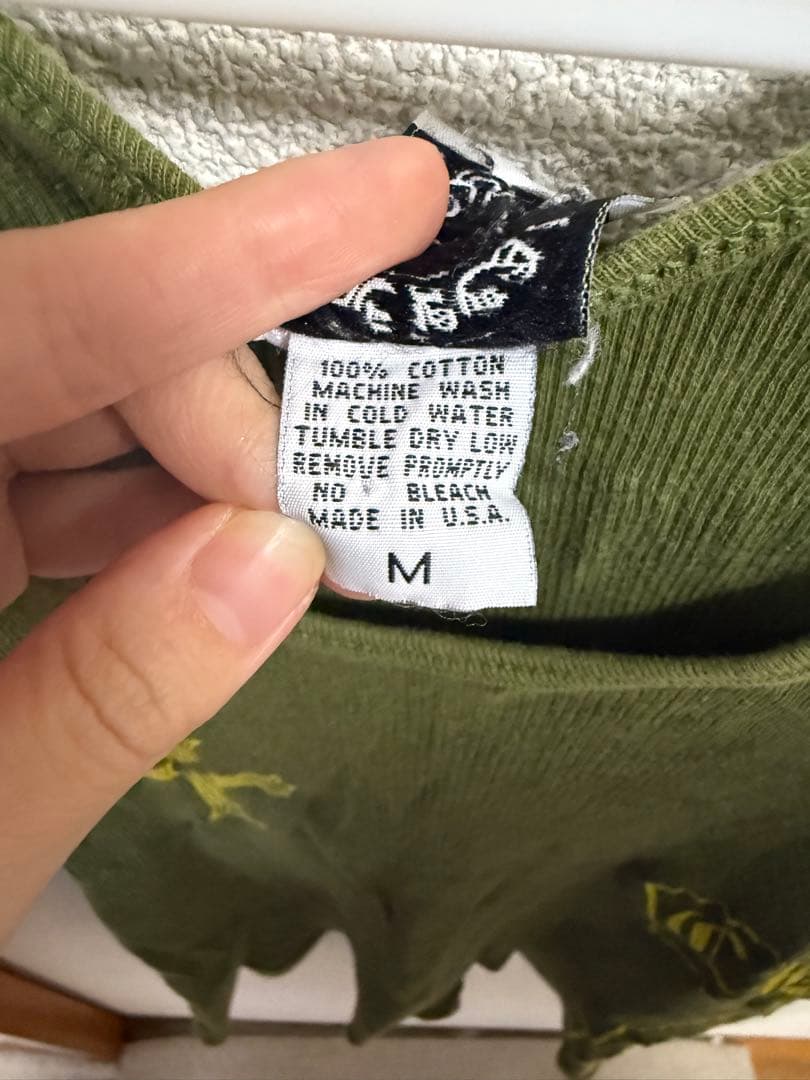 100% COTTON
MACHINE WASH
IN COLD WATER
TUMBLE DRY LOW
REMOVE PROMPTLY
NO BLEACH
MADE IN U.S.A.
M